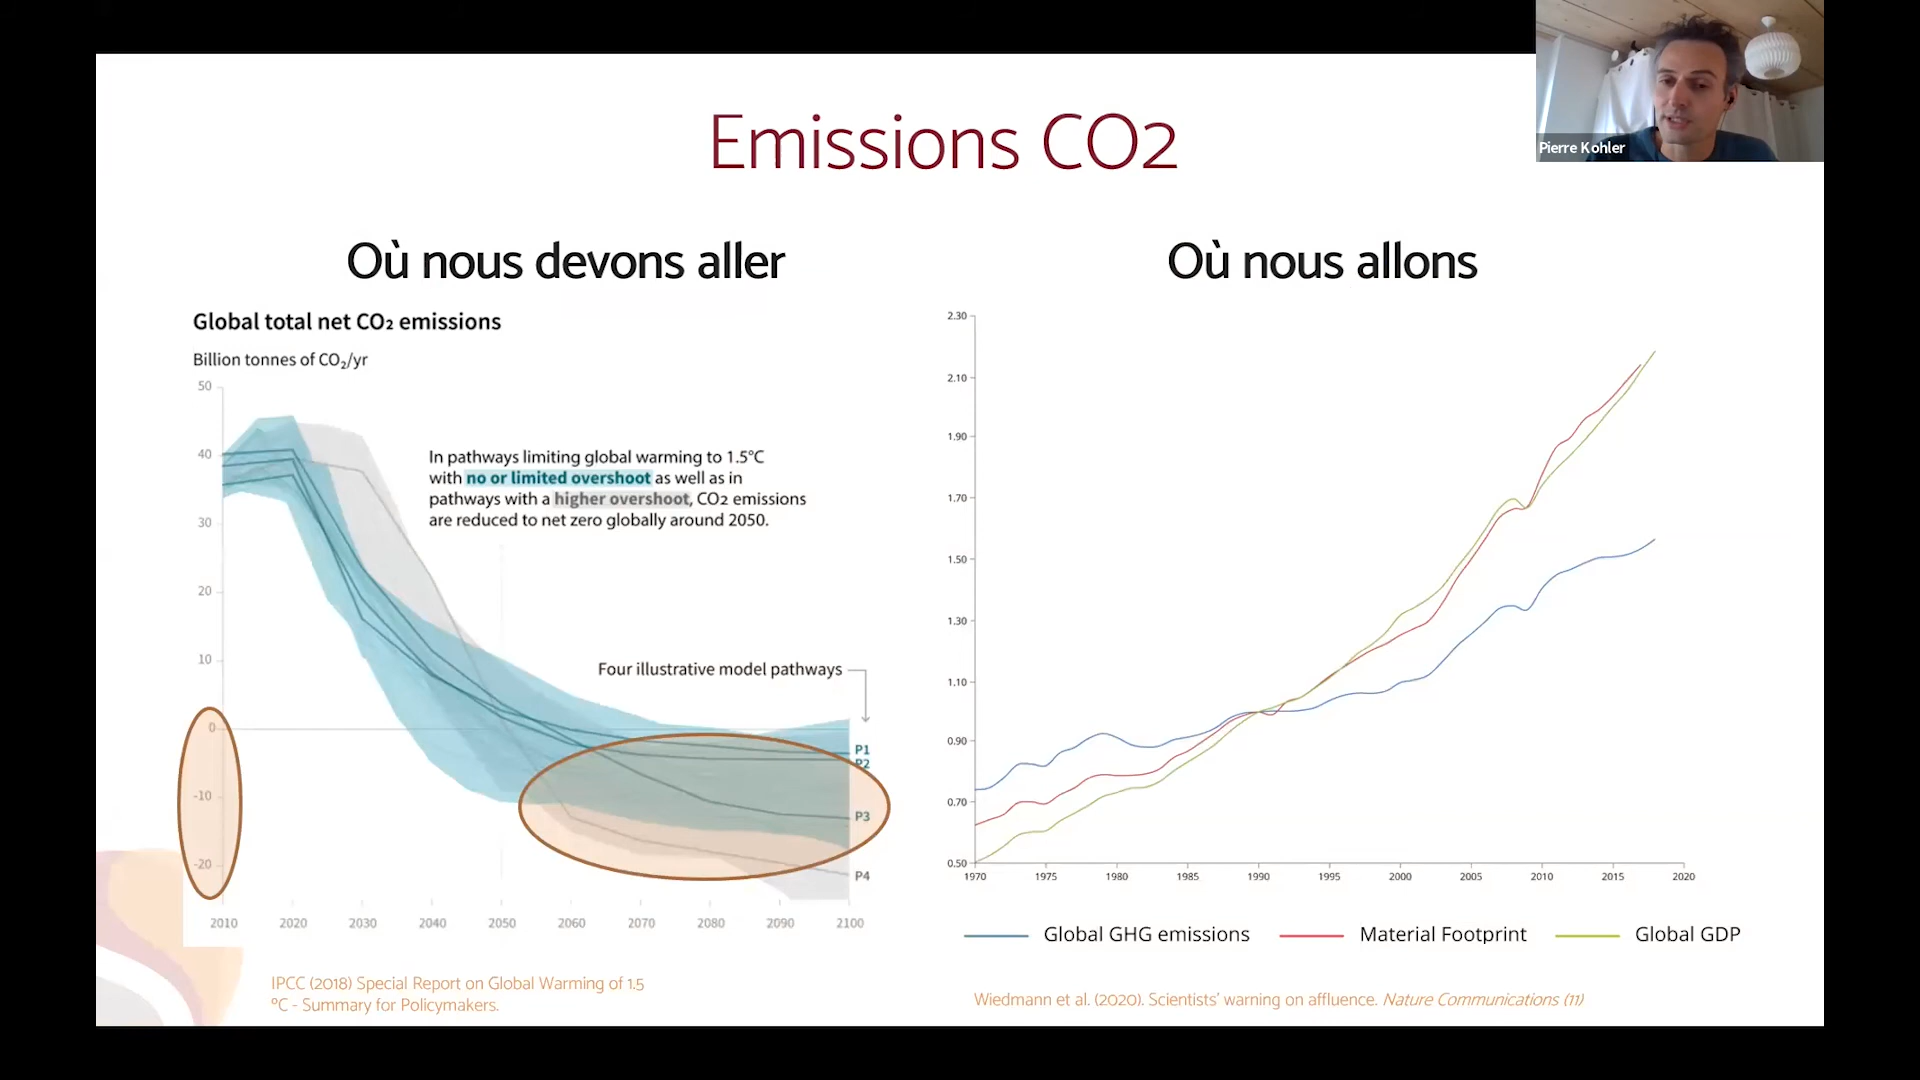 Emissions CO2
Pierre Kohler
Où nous devons aller
Où nous allons
Global total net CO₂ emissions
Billion tonnes of CO₂/yr
50
40
30
20
10
0
-10
-20
In pathways limiting global warming to 1.5°C
with no or limited overshoot as well as in
pathways with a higher overshoot, CO2 emissions
are reduced to net zero globally around 2050.
Four illustrative model pathways
P1
P2
P3
P4
2010 2020 2030 2040 2050 2060 2070 2080 2090 2100
IPCC (2018) Special Report on Global Warming of 1.5
ºC - Summary for Policymakers.
2.30
2.10
1.90
1.70
1.50
1.30
1.10
0.90
0.70
0.50
1970 1975 1980 1985 1990 1995 2000 2005 2010 2015 2020
Global GHG emissions Material Footprint Global GDP
Wiedmann et al. (2020). Scientists' warning on affluence. Nature Communications (11)